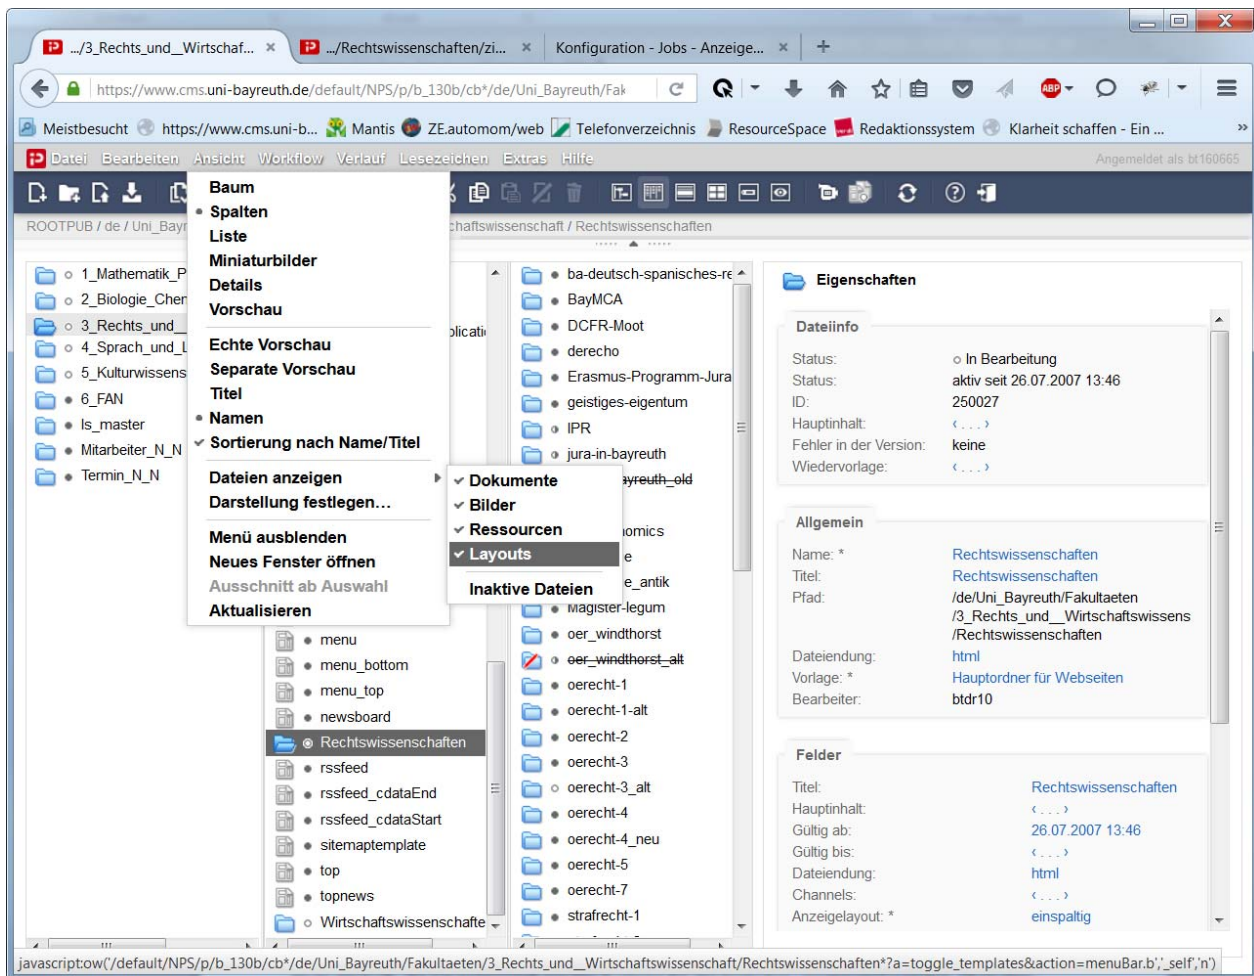 .../3_Rechts_und__Wirtschaf... ×
.../Rechtswissenschaften/zi... ×
Konfiguration - Jobs - Anzeige... ×
https://www.cms.uni-bayreuth.de/default/NPS/p/b_130b/cb*/de/Uni_Bayreuth/Fak
ABP
Meistbesucht https://www.cms.uni-b... Mantis ZE.automom/web Telefonverzeichnis ResourceSpace Redaktionssystem Klarheit schaffen - Ein ... »
Datei Bearbeiten Ansicht Workflow Verlauf Lesezeichen Extras Hilfe
Angemeldet als bt160665
ROOTPUB / de / Uni_Bayr
chaftswissenschaft / Rechtswissenschaften
Baum
Spalten
Liste
Miniaturbilder
Details
Vorschau
Echte Vorschau
Separate Vorschau
Titel
Namen
Sortierung nach Name/Titel
Dateien anzeigen
Darstellung festlegen...
Menü ausblenden
Neues Fenster öffnen
Ausschnitt ab Auswahl
Aktualisieren
Dokumente
Bilder
Ressourcen
Layouts
Inaktive Dateien
1_Mathematik_P
2_Biologie_Cher
3_Rechts_und_
4_Sprach_und_L
5_Kulturwissens
6_FAN
ls_master
Mitarbeiter_N_N
Termin_N_N
plicatio
menu
menu_bottom
menu_top
newsboard
Rechtswissenschaften
rssfeed
rssfeed_cdataEnd
rssfeed_cdataStart
sitemaptemplate
top
topnews
Wirtschaftswissenschafte
ba-deutsch-spanisches-re
BayMCA
DCFR-Moot
derecho
Erasmus-Programm-Jura
geistiges-eigentum
IPR
jura-in-bayreuth
ayreuth_old
omics
e
e_antik
Magister-legum
oer_windthorst
oer_windthorst_alt
oerecht-1
oerecht-1-alt
oerecht-2
oerecht-3
oerecht-3_alt
oerecht-4
oerecht-4_neu
oerecht-5
oerecht-7
strafrecht-1
Eigenschaften
Dateiinfo
Status: In Bearbeitung
Status: aktiv seit 26.07.2007 13:46
ID: 250027
Hauptinhalt: ‹ . . . ›
Fehler in der Version: keine
Wiedervorlage: ‹ . . . ›
Allgemein
Name: * Rechtswissenschaften
Titel: Rechtswissenschaften
Pfad: /de/Uni_Bayreuth/Fakultaeten
/3_Rechts_und__Wirtschaftswissens
/Rechtswissenschaften
Dateiendung: html
Vorlage: * Hauptordner für Webseiten
Bearbeiter: btdr10
Felder
Titel: Rechtswissenschaften
Hauptinhalt: ‹ . . . ›
Gültig ab: 26.07.2007 13:46
Gültig bis: ‹ . . . ›
Dateiendung: html
Channels: ‹ . . . ›
Anzeigelayout: * einspaltig
javascript:ow('/default/NPS/p/b_130b/cb*/de/Uni_Bayreuth/Fakultaeten/3_Rechts_und__Wirtschaftswissenschaft/Rechtswissenschaften*?a=toggle_templates&action=menuBar.b','_self','n')